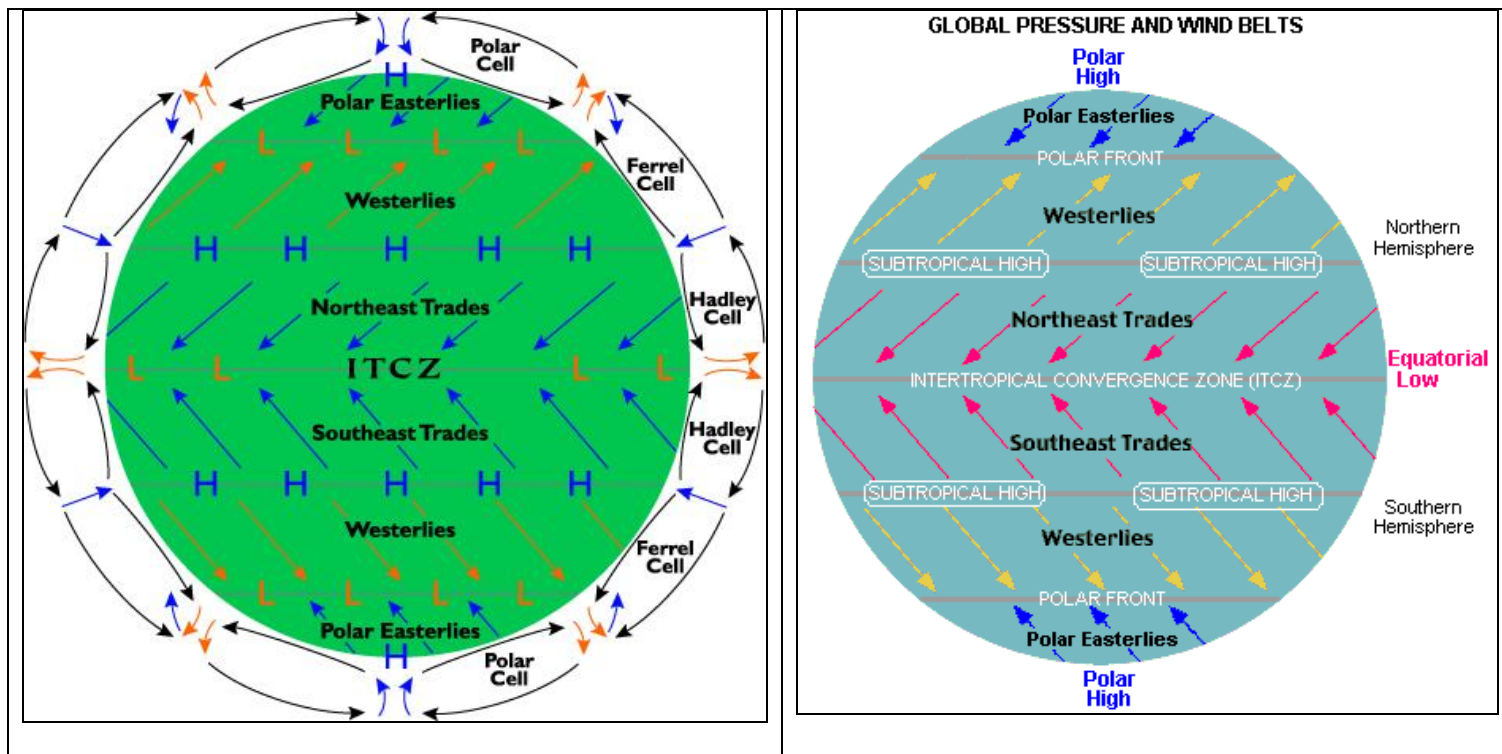 H
Polar
Cell
Polar Easterlies
L L L L
Ferrel
Cell
Westerlies
H H H H H
Northeast Trades
Hadley
Cell
L L ITCZ L L
Southeast Trades
Hadley
Cell
H H H H H
Westerlies
Ferrel
Cell
L L L L
Polar Easterlies
H
Polar
Cell
GLOBAL PRESSURE AND WIND BELTS
Polar
High
Polar Easterlies
POLAR FRONT
Westerlies
Northern
Hemisphere
SUBTROPICAL HIGH SUBTROPICAL HIGH
Northeast Trades
Equatorial
Low
INTERTROPICAL CONVERGENCE ZONE (ITCZ)
Southeast Trades
SUBTROPICAL HIGH SUBTROPICAL HIGH
Southern
Hemisphere
Westerlies
POLAR FRONT
Polar Easterlies
Polar
High